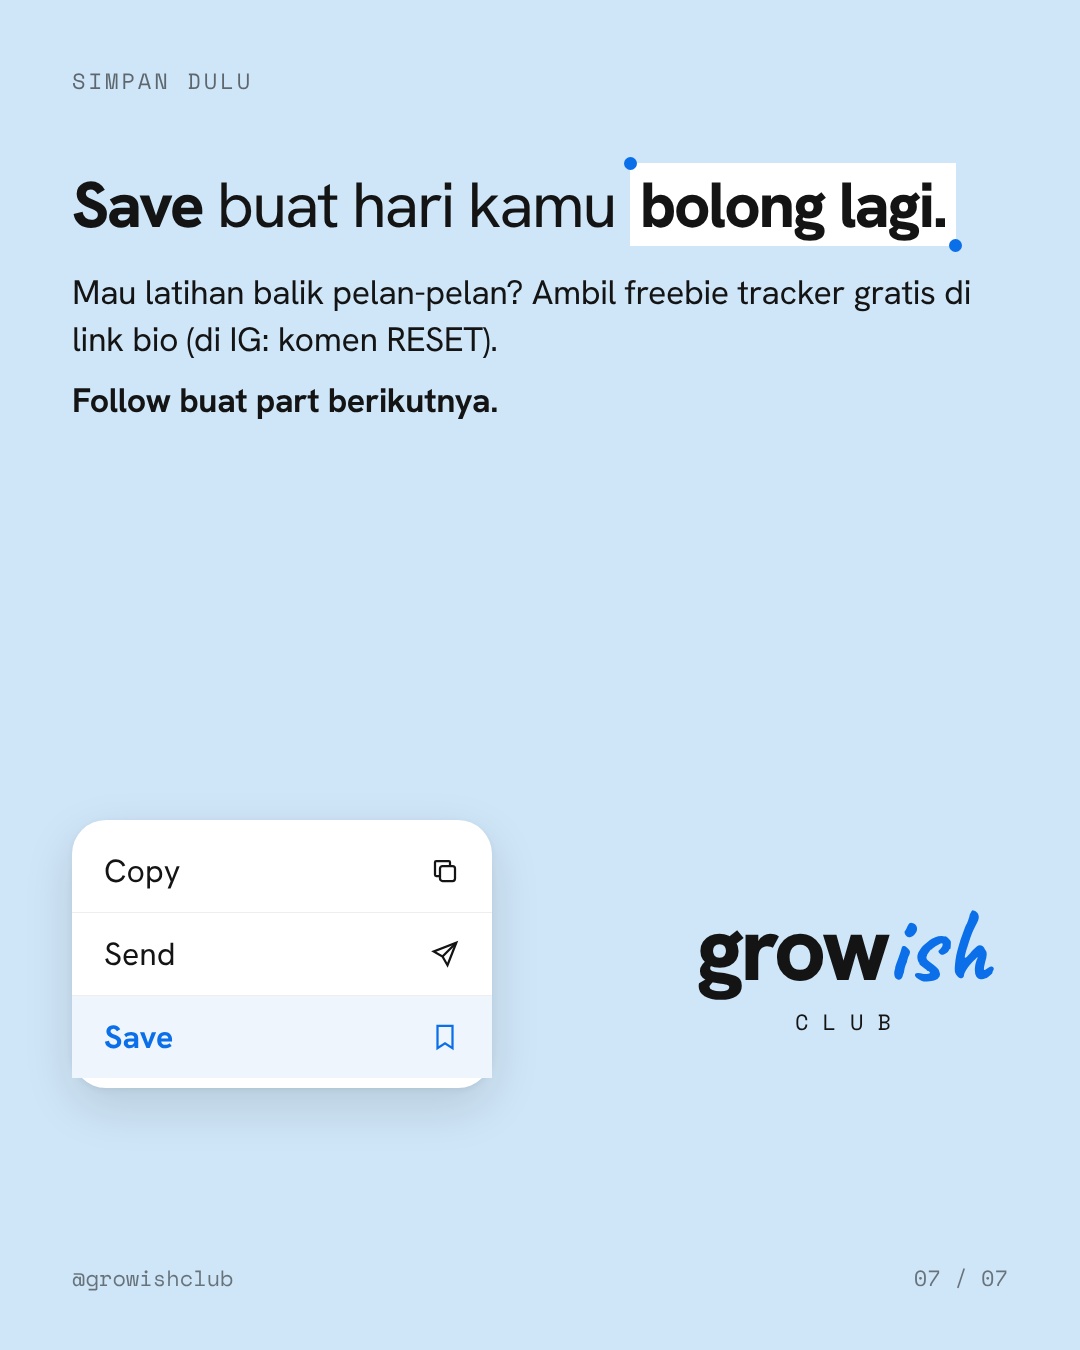 SIMPAN DULU
Save buat hari kamu bolong lagi.
Mau latihan balik pelan-pelan? Ambil freebie tracker gratis di
link bio (di IG: komen RESET).
Follow buat part berikutnya.
Copy
Send
Save
growish
CLUB
@growishclub
07 / 07